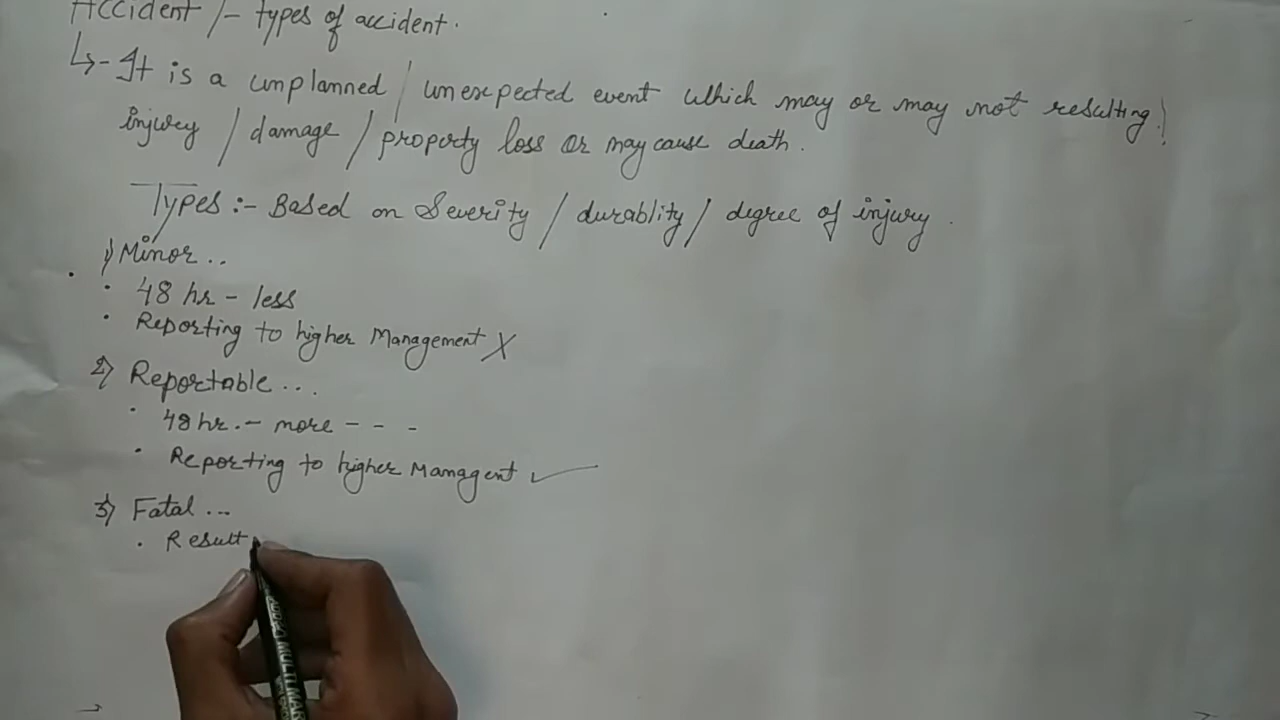 Accident /- types of accident.
↳- It is a unplanned / unexpected event which may or may not resulting /
injury / damage / property loss or may cause death.
Types :- Based on Severity / durablity / degree of injury.
1) Minor ..
• 48 hr - less
• Reporting to higher Management X
2) Reportable ...
• 48 hr. - more - - -
• Reporting to higher Managent ✓
3) Fatal ...
• Result